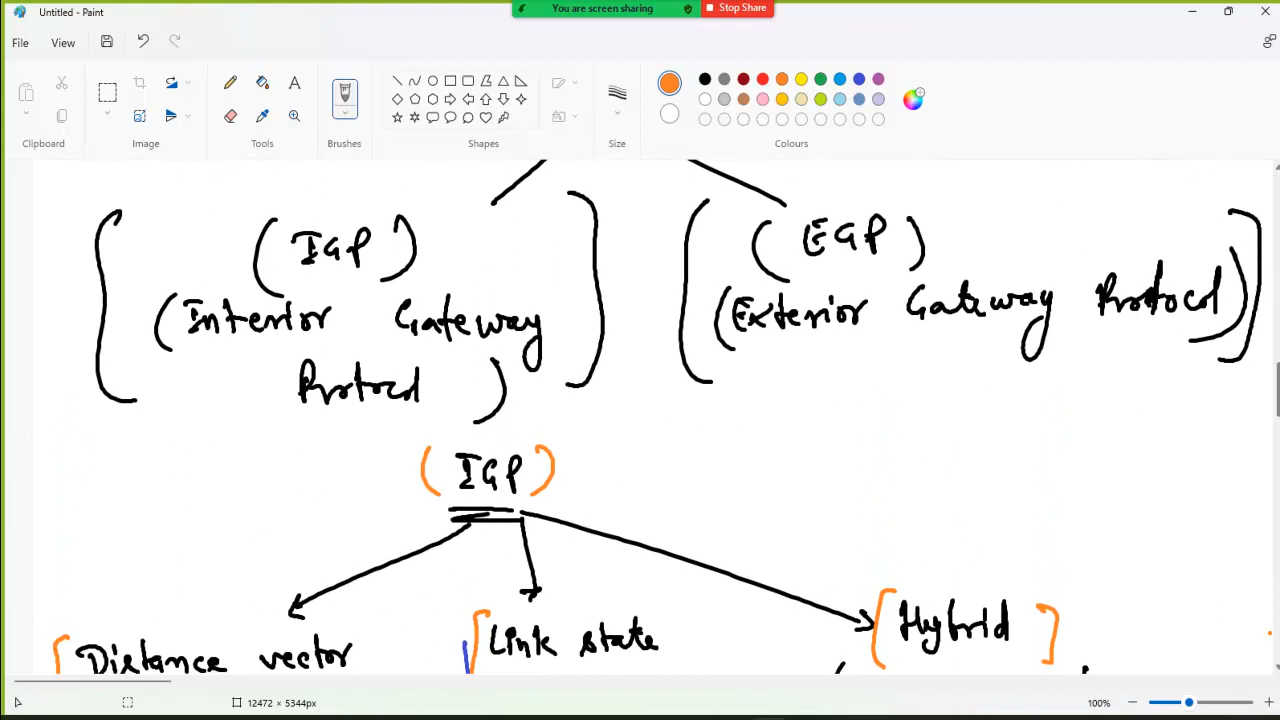 Untitled - Paint
You are screen sharing
Stop Share
File View
Clipboard Image Tools Brushes Shapes Size Colours
(IGP)
(Interior Gateway
Protocol)
(EGP)
(Exterior Gateway Protocol)
(IGP)
[Distance vector
[Link state
[Hybrid]
12472 × 5344px
100%